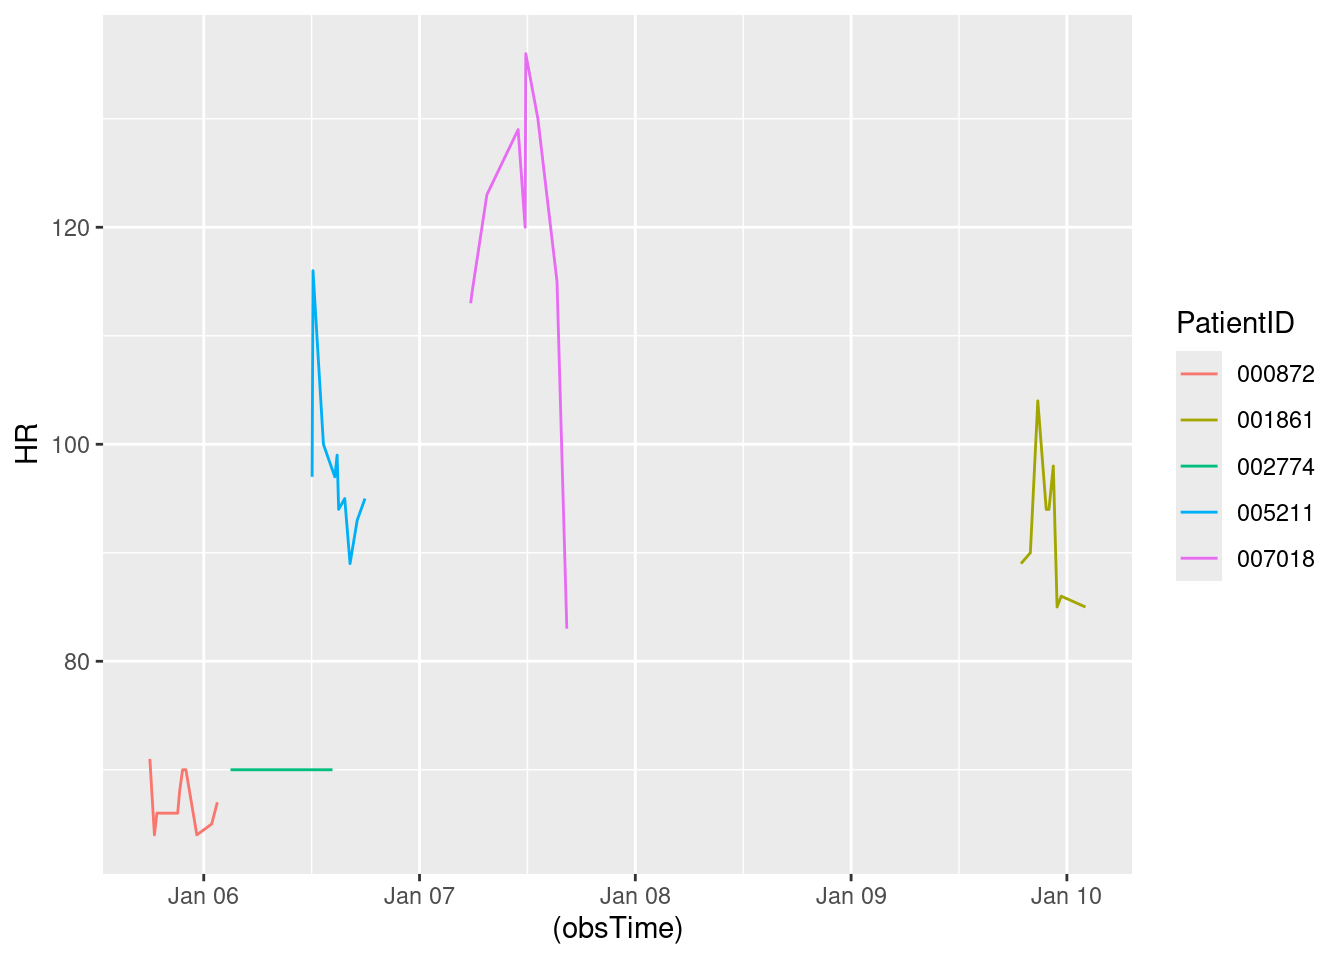 HR
120
100
80
Jan 06
Jan 07
Jan 08
Jan 09
Jan 10
(obsTime)
PatientID
000872
001861
002774
005211
007018